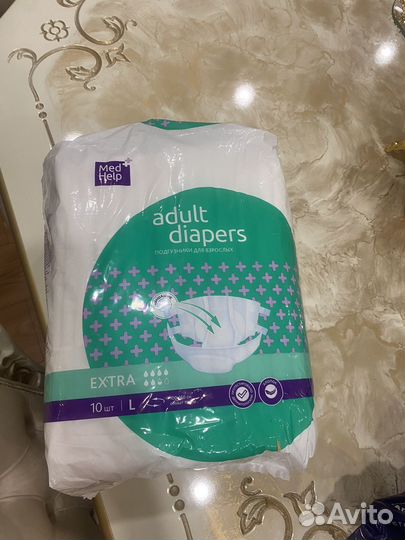 Med
Help
adult
diapers
ПОДГУЗНИКИ ДЛЯ ВЗРОСЛЫХ
EXTRA
10 шт L
Avito